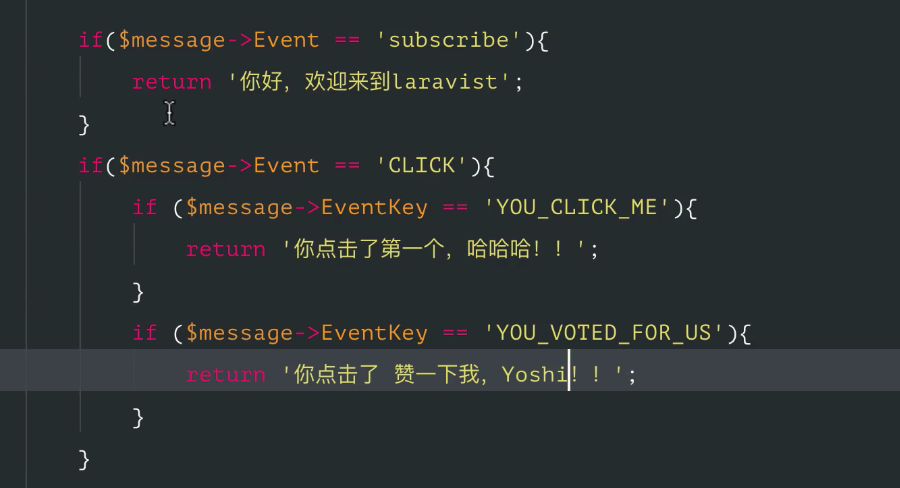 if($message->Event == 'subscribe'){
return '你好，欢迎来到laravist';
}
if($message->Event == 'CLICK'){
if ($message->EventKey == 'YOU_CLICK_ME'){
return '你点击了第一个，哈哈哈！！';
}
if ($message->EventKey == 'YOU_VOTED_FOR_US'){
return '你点击了 赞一下我，Yoshi！！';
}
}